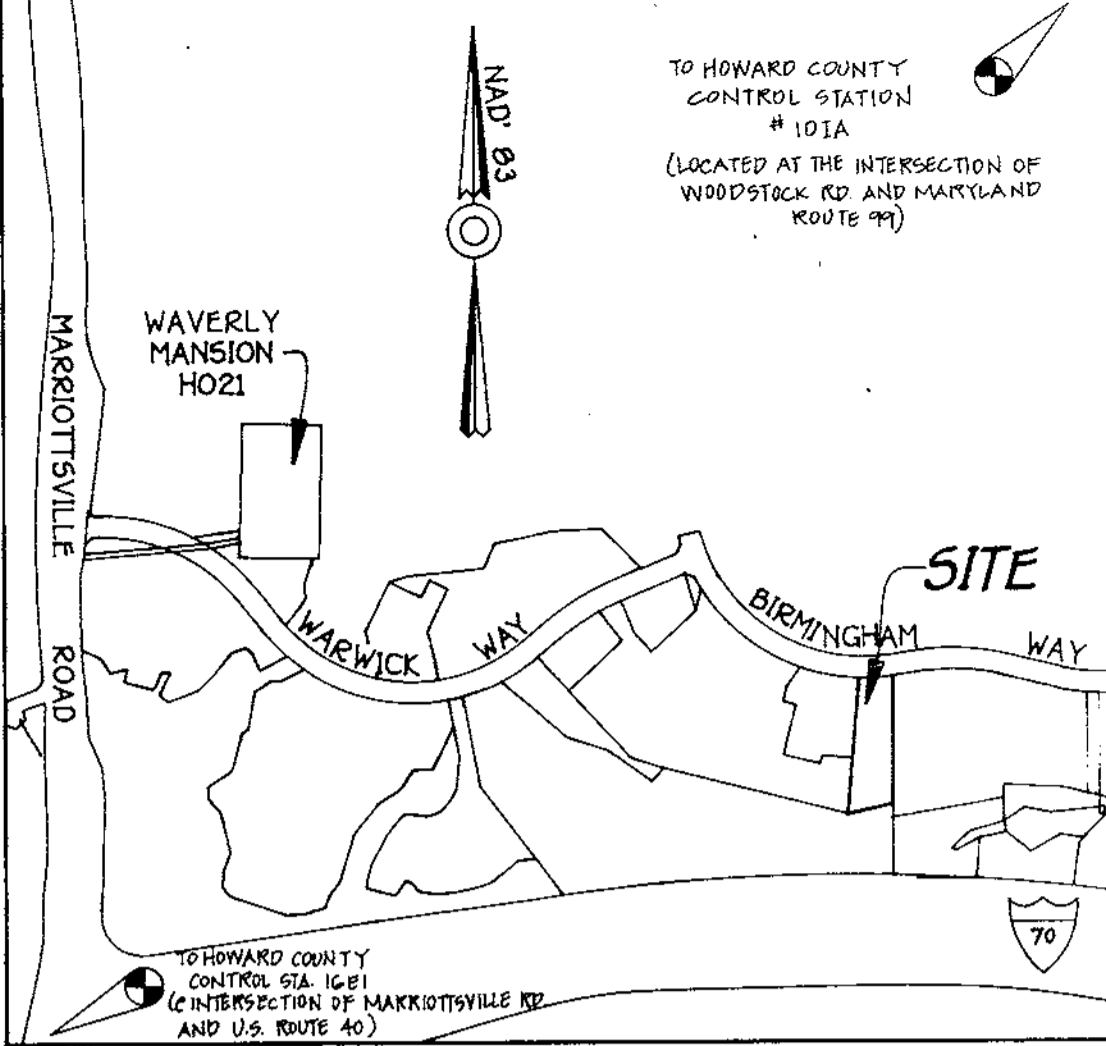 NAD' 83
TO HOWARD COUNTY
CONTROL STATION
# 10IA
(LOCATED AT THE INTERSECTION OF
WOODSTOCK RD. AND MARYLAND
ROUTE 99)
WAVERLY
MANSION
HO21
MARRIOTTSVILLE ROAD
SITE
WARWICK WAY
BIRMINGHAM WAY
70
TO HOWARD COUNTY
CONTROL STA. 16E1
(@ INTERSECTION OF MARRIOTTSVILLE RD
AND U.S. ROUTE 40)